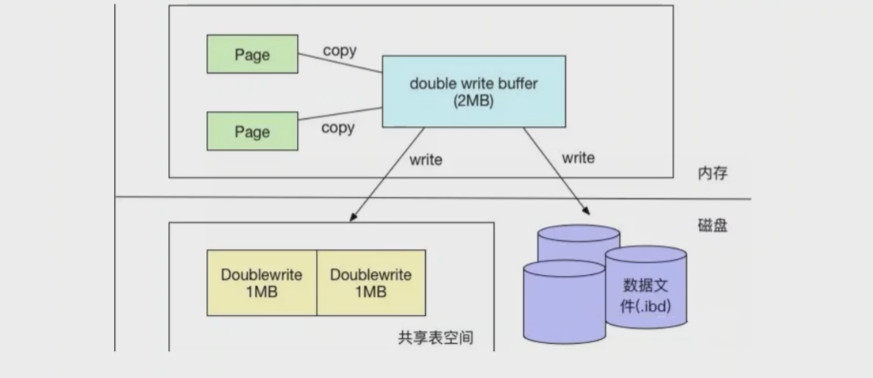 Page
copy
double write buffer
(2MB)
Page
copy
write
write
内存
磁盘
Doublewrite
1MB
Doublewrite
1MB
数据文
件(.ibd)
共享表空间